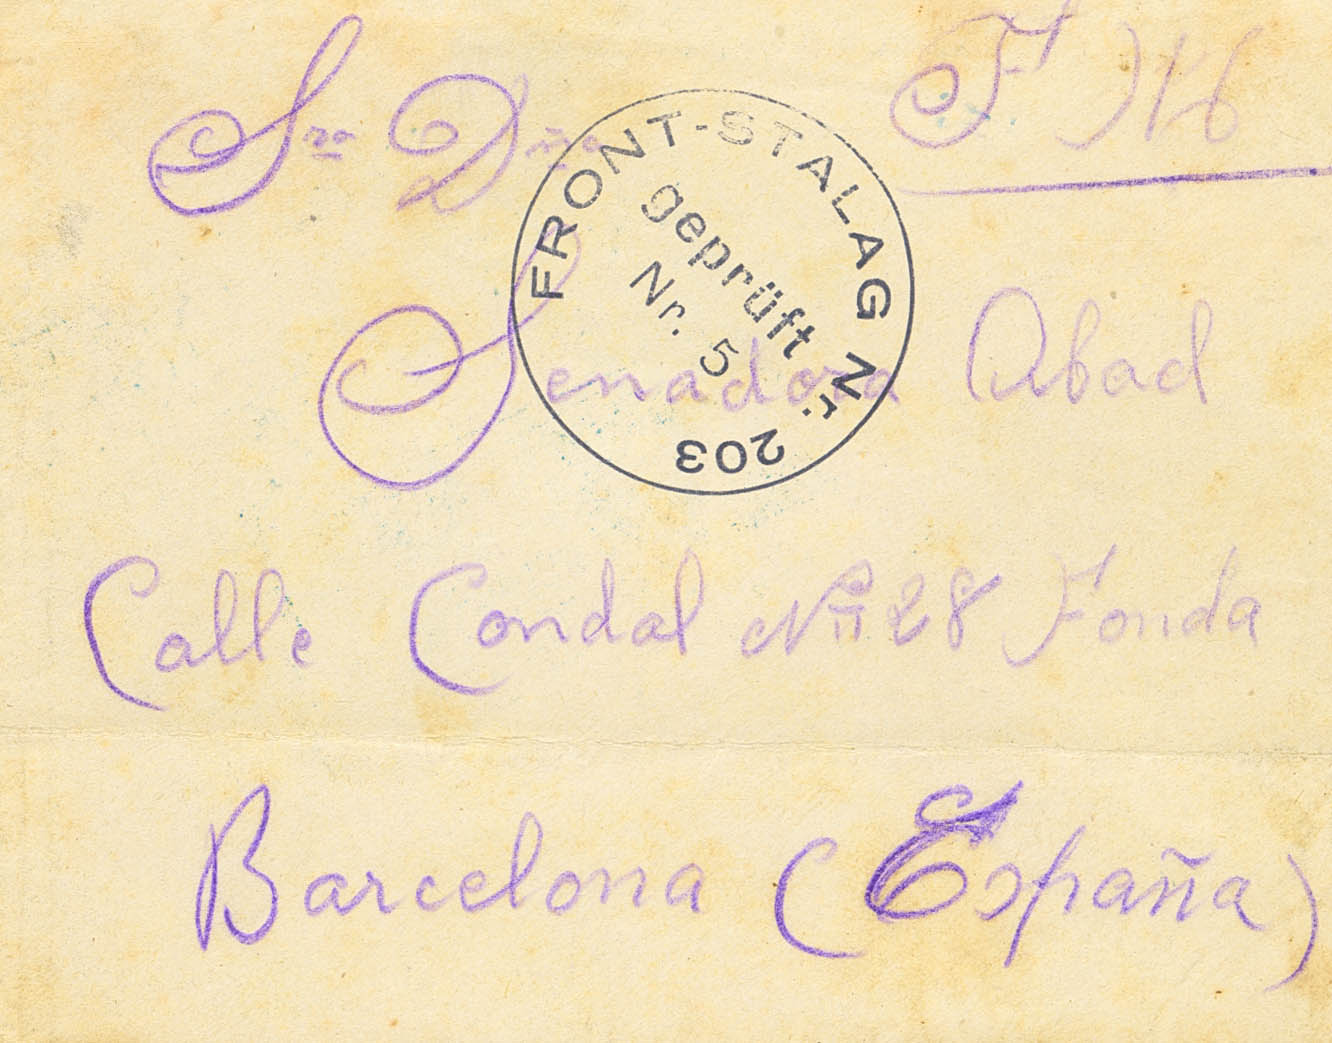 Sra Dña
FRONT-STALAG Nr. 203
geprüft
Nr. 5
Senadora Abad
Calle Condal Nº 28 Fonda
Barcelona (España)